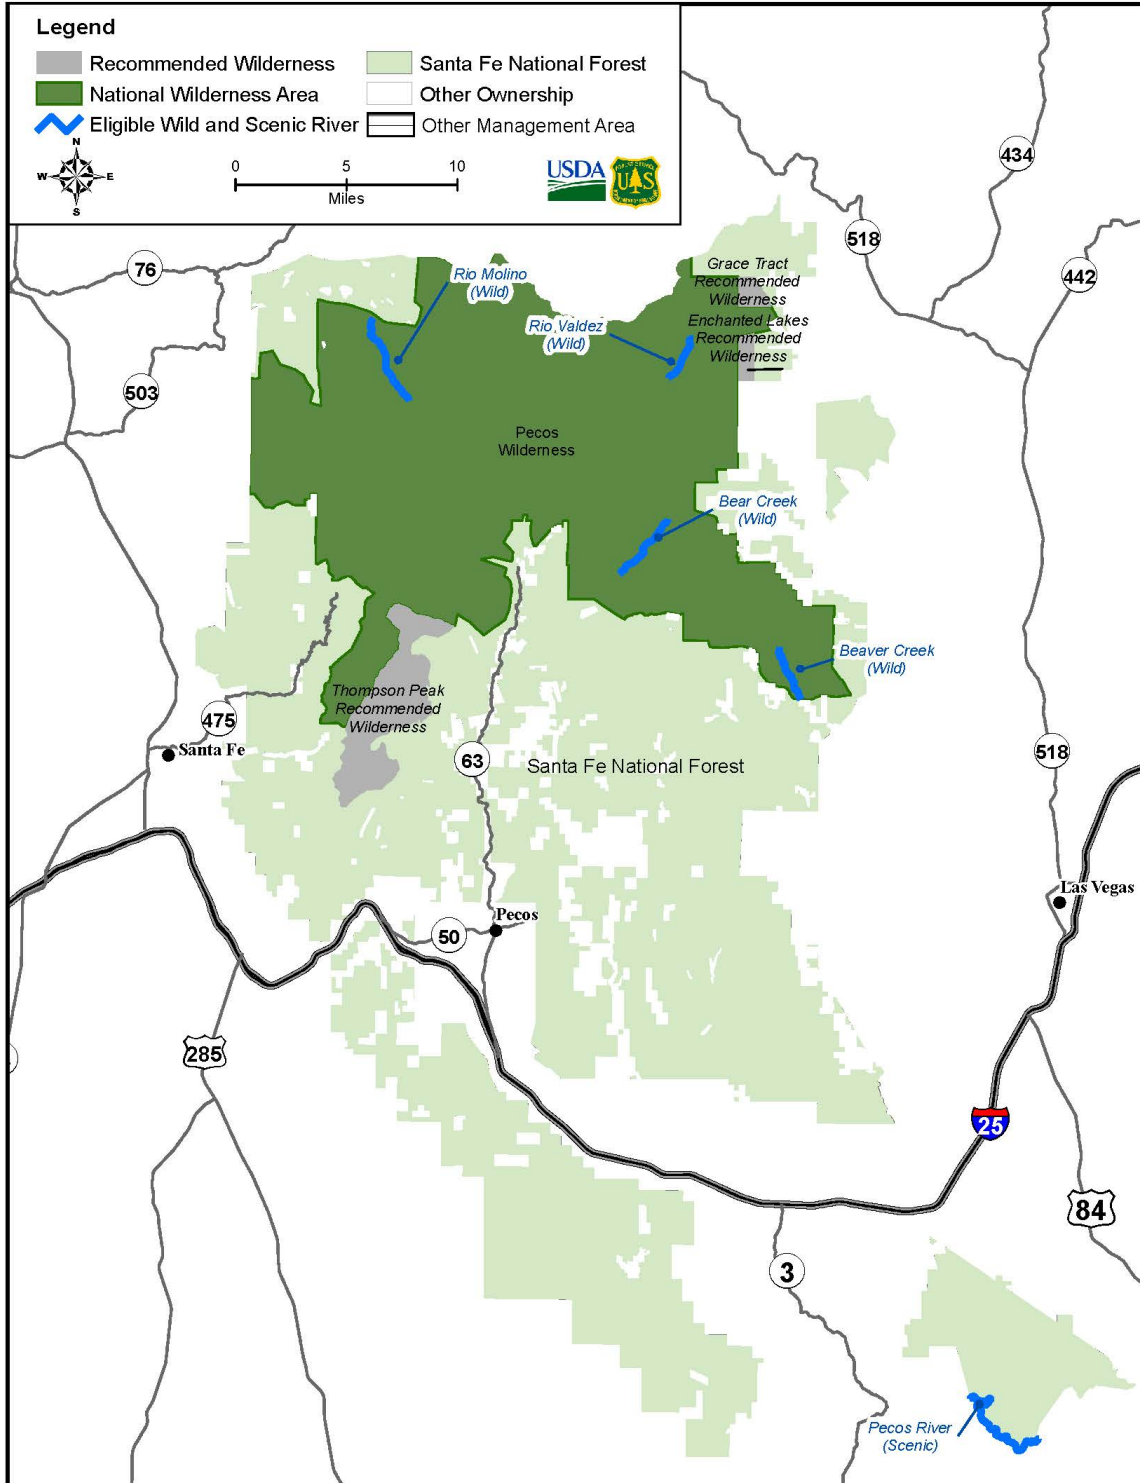 Legend
Recommended Wilderness
Santa Fe National Forest
National Wilderness Area
Other Ownership
Eligible Wild and Scenic River
Other Management Area
N
W
E
S
0
5
10
Miles
USDA
U S
434
518
76
442
Rio Molino
(Wild)
Grace Tract
Recommended
Wilderness
Rio Valdez
(Wild)
Enchanted Lakes
Recommended
Wilderness
503
Pecos
Wilderness
Bear Creek
(Wild)
Beaver Creek
(Wild)
Thompson Peak
Recommended
Wilderness
475
Santa Fe
63
Santa Fe National Forest
518
Las Vegas
Pecos
50
285
25
84
3
Pecos River
(Scenic)